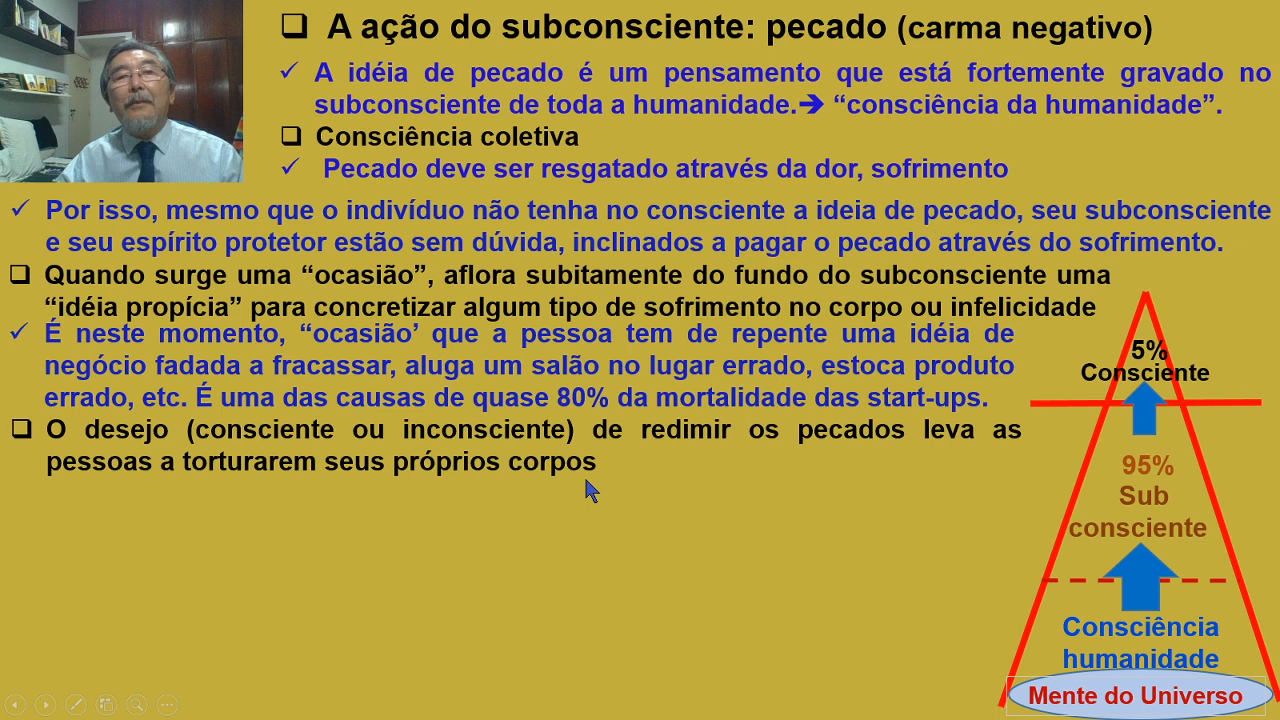 A ação do subconsciente: pecado (carma negativo)
A idéia de pecado é um pensamento que está fortemente gravado no
subconsciente de toda a humanidade.➔ “consciência da humanidade”.
Consciência coletiva
Pecado deve ser resgatado através da dor, sofrimento
Por isso, mesmo que o indivíduo não tenha no consciente a ideia de pecado, seu subconsciente
e seu espírito protetor estão sem dúvida, inclinados a pagar o pecado através do sofrimento.
Quando surge uma “ocasião”, aflora subitamente do fundo do subconsciente uma
“idéia propícia” para concretizar algum tipo de sofrimento no corpo ou infelicidade
É neste momento, “ocasião’ que a pessoa tem de repente uma idéia de
negócio fadada a fracassar, aluga um salão no lugar errado, estoca produto
errado, etc. É uma das causas de quase 80% da mortalidade das start-ups.
O desejo (consciente ou inconsciente) de redimir os pecados leva as
pessoas a torturarem seus próprios corpos
5%
Consciente
95%
Sub
consciente
Consciência
humanidade
Mente do Universo